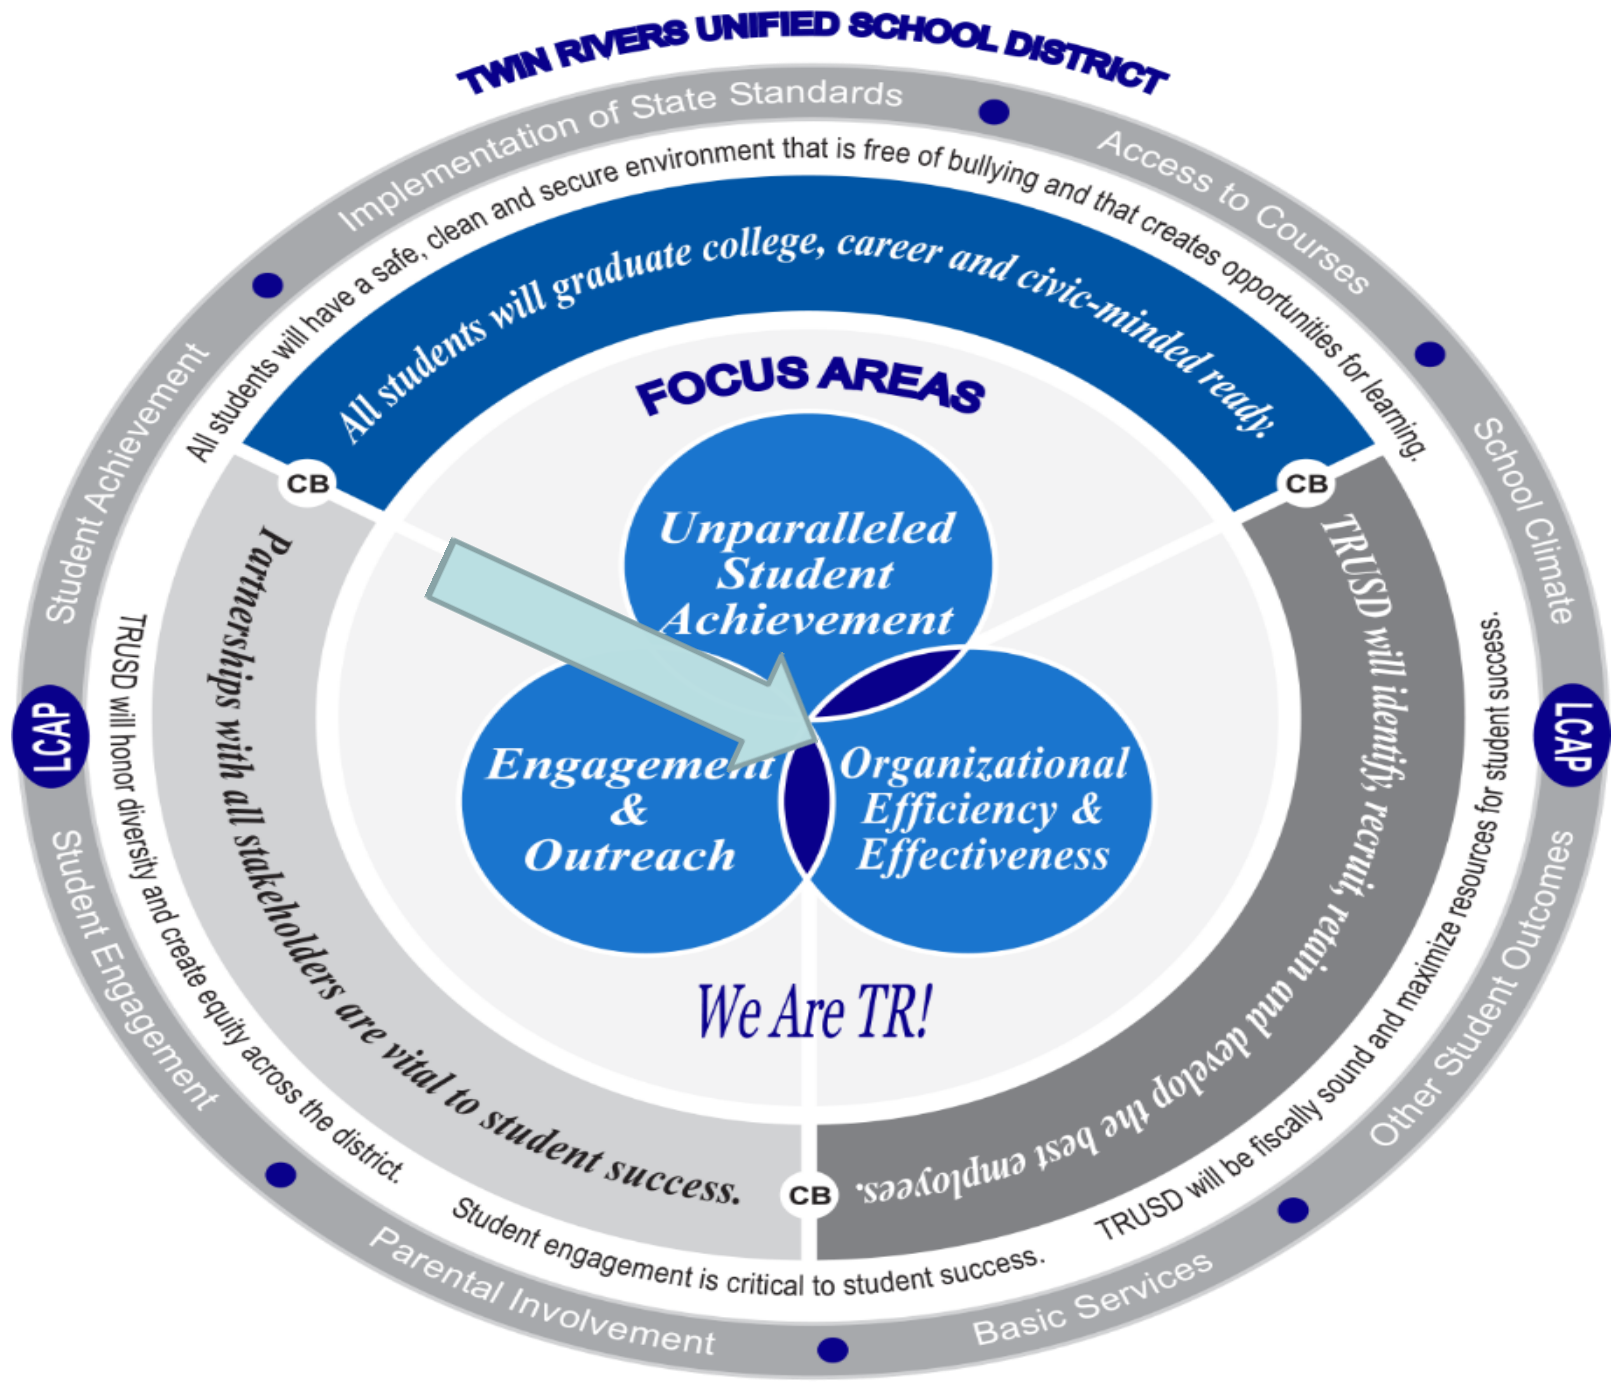 TWIN RIVERS UNIFIED SCHOOL DISTRICT
Implementation of State Standards
Access to Courses
School Climate
LCAP
Other Student Outcomes
Basic Services
Parental Involvement
Student Engagement
LCAP
Student Achievement
All students will have a safe, clean and secure environment that is free of bullying and that creates opportunities for learning.
TRUSD will be fiscally sound and maximize resources for student success.
Student engagement is critical to student success.
TRUSD will honor diversity and create equity across the district.
All students will graduate college, career and civic-minded ready.
CB
TRUSD will identify, recruit, retain and develop the best employees.
CB
Partnerships with all stakeholders are vital to student success.
CB
FOCUS AREAS
Unparalleled
Student
Achievement
Engagement
&
Outreach
Organizational
Efficiency &
Effectiveness
We Are TR!